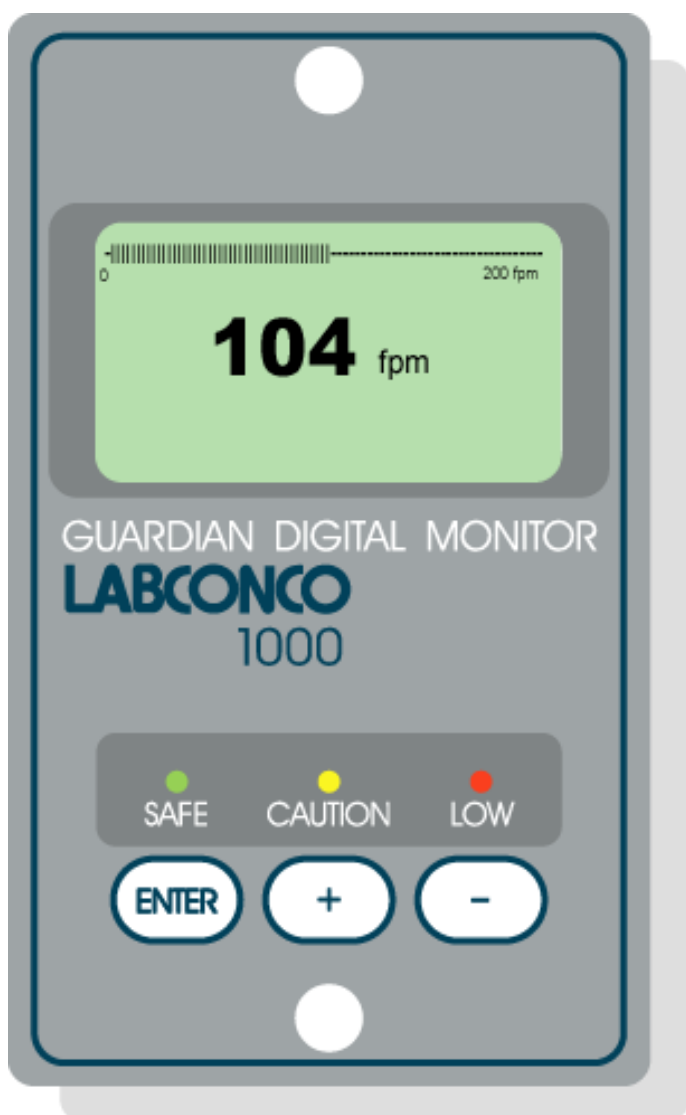 0 200 fpm
104 fpm
GUARDIAN DIGITAL MONITOR
LABCONCO
1000
SAFE CAUTION LOW
ENTER + -